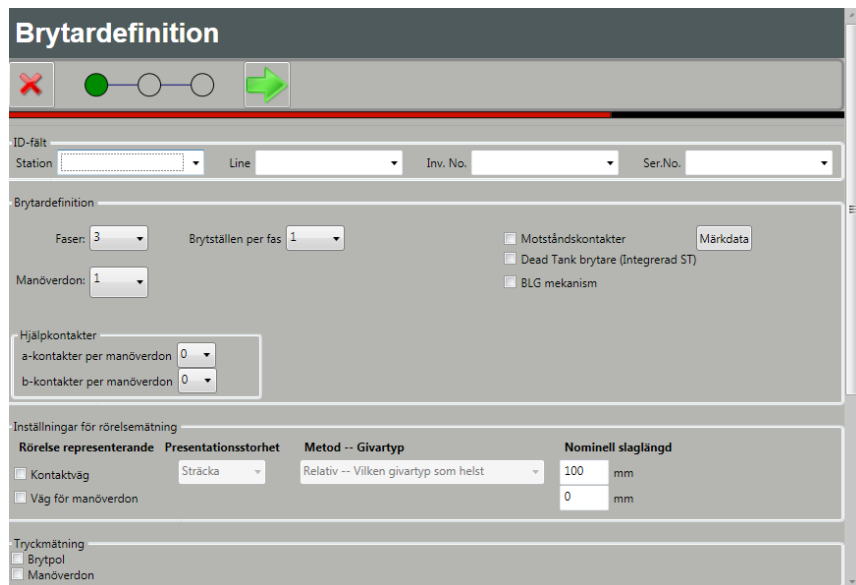 Brytardefinition
ID-fält
Station Line Inv. No. Ser.No.
Brytardefinition
Faser: 3 Brytställen per fas 1 Motståndskontakter Märkdata
Dead Tank brytare (Integrerad ST)
Manöverdon: 1 BLG mekanism
Hjälpkontakter
a-kontakter per manöverdon 0
b-kontakter per manöverdon 0
Inställningar för rörelsemätning
Rörelse representerande Presentationsstorhet Metod -- Givartyp Nominell slaglängd
Kontaktväg Sträcka Relativ -- Vilken givartyp som helst 100 mm
Väg för manöverdon 0 mm
Tryckmätning
Brytpol
Manöverdon